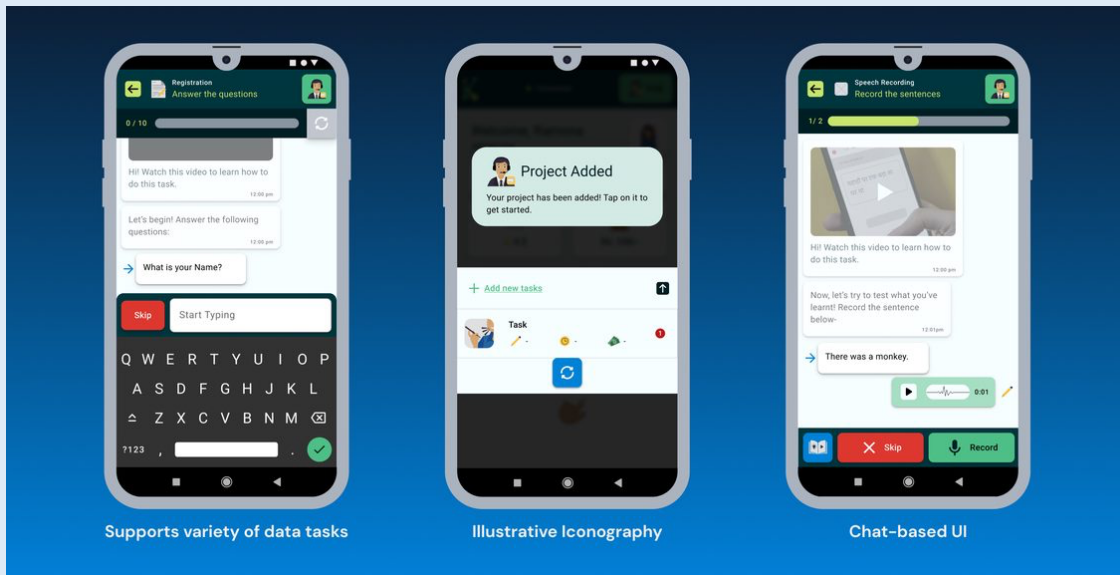 Registration
Answer the questions
0 / 10
Hi! Watch this video to learn how to
do this task.
12:00 pm
Let's begin! Answer the following
questions:
12:00 pm
What is your Name?
Skip
Start Typing
Q W E R T Y U I O P
A S D F G H J K L
Z X C V B N M
?123 , .
Supports variety of data tasks
Project Added
Your project has been added! Tap on it to
get started.
Add new tasks
Task
- - -
1
Illustrative Iconography
Speech Recording
Record the sentences
1/ 2
Hi! Watch this video to learn how to
do this task.
12:00 pm
Now, let's try to test what you've
learnt! Record the sentence
below-
12:01pm
There was a monkey.
0:01
Skip
Record
Chat-based UI